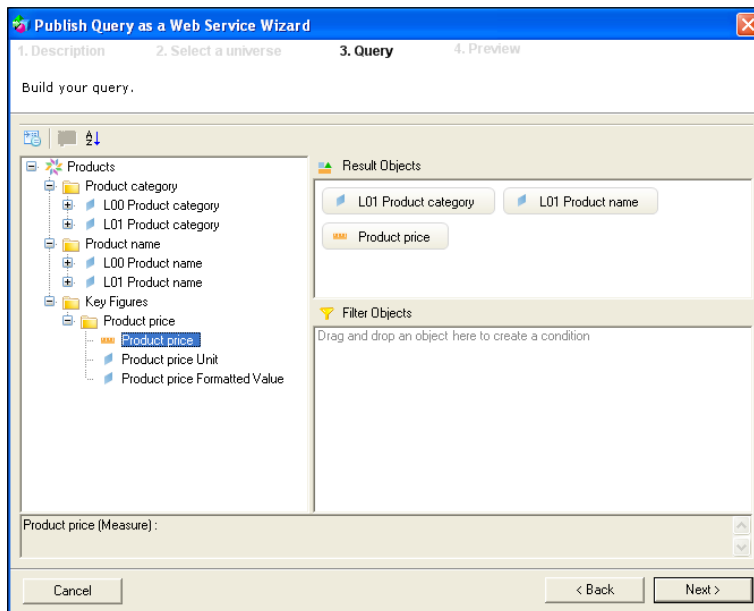 Publish Query as a Web Service Wizard
1. Description 2. Select a universe 3. Query 4. Preview
Build your query.
Products
Product category
L00 Product category
L01 Product category
Product name
L00 Product name
L01 Product name
Key Figures
Product price
Product price
Product price Unit
Product price Formatted Value
Result Objects
L01 Product category L01 Product name
Product price
Filter Objects
Drag and drop an object here to create a condition
Product price (Measure) :
Cancel < Back Next >